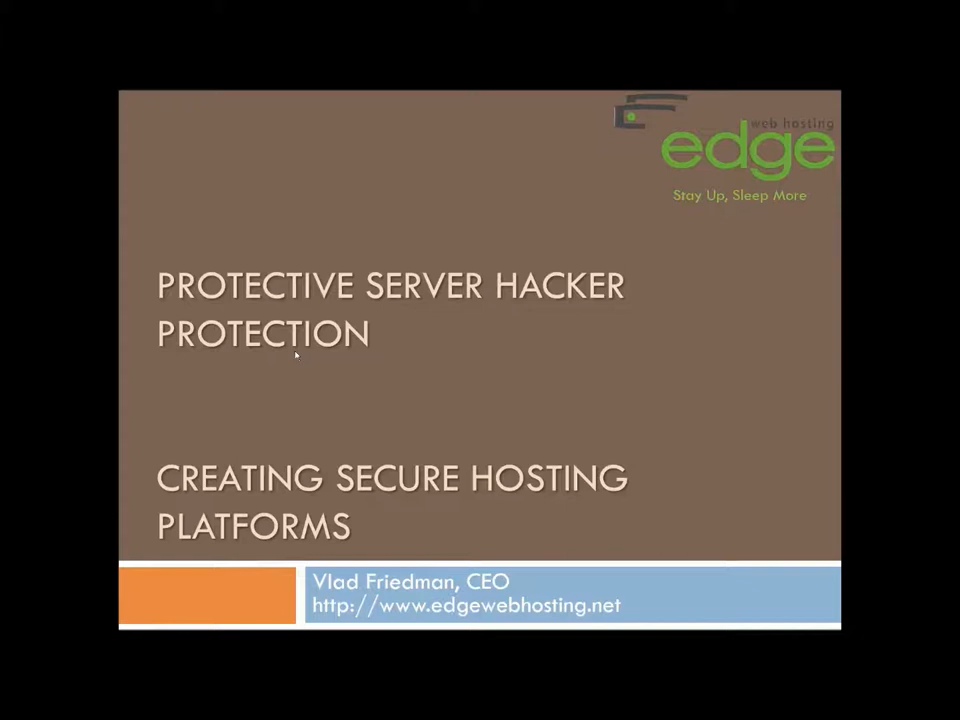 web hosting
edge
Stay Up, Sleep More
PROTECTIVE SERVER HACKER
PROTECTION
CREATING SECURE HOSTING
PLATFORMS
Vlad Friedman, CEO
http://www.edgewebhosting.net